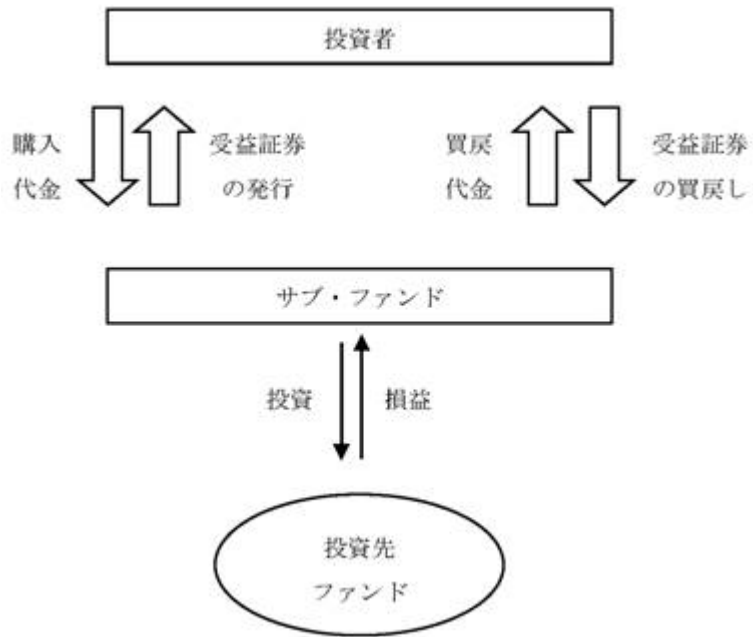 投資者
購入
代金
受益証券
の発行
買戻
代金
受益証券
の買戻し
サブ・ファンド
投資
損益
投資先
ファンド